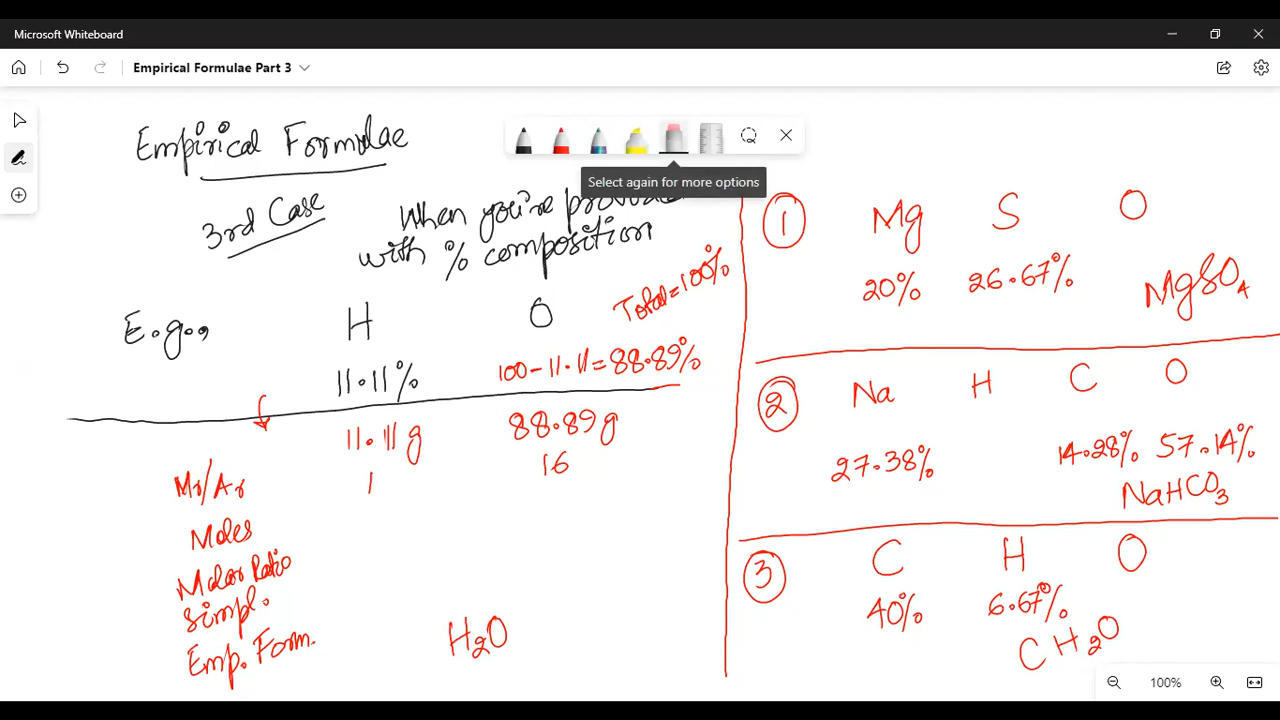 Microsoft Whiteboard
Empirical Formulae Part 3
Empirical Formulae
Select again for more options
3rd Case
When you're provided
with % composition
E.g.,
H O
Total = 100%
11.11% 100 - 11.11 = 88.89%
11.11g 88.89g
Mr/Ar 1 16
Moles
Molar Ratio
Simpl.
Emp. Form. H₂O
1 Mg S O
20% 26.67% MgSO₄
2 Na H C O
27.38% 14.28% 57.14%
NaHCO₃
3 C H O
40% 6.67%
CH₂O
100%